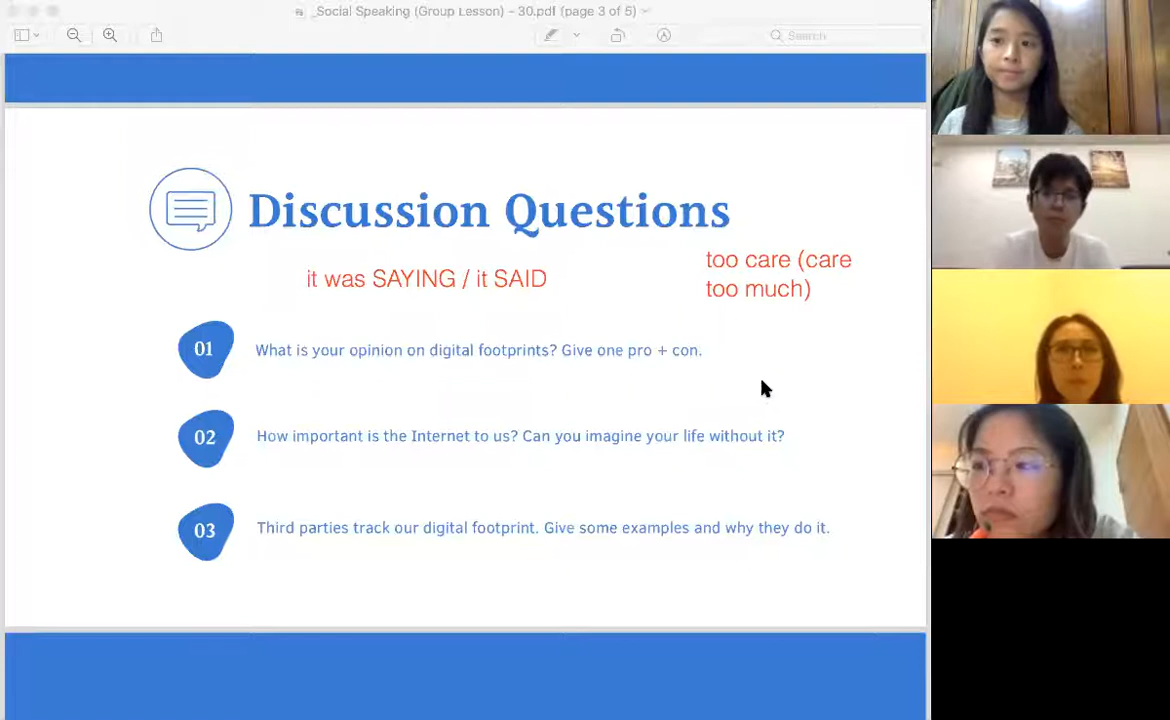 _Social Speaking (Group Lesson) – 30.pdf (page 3 of 5)
Search
Discussion Questions
it was SAYING / it SAID
too care (care
too much)
01
What is your opinion on digital footprints? Give one pro + con.
02
How important is the Internet to us? Can you imagine your life without it?
03
Third parties track our digital footprint. Give some examples and why they do it.